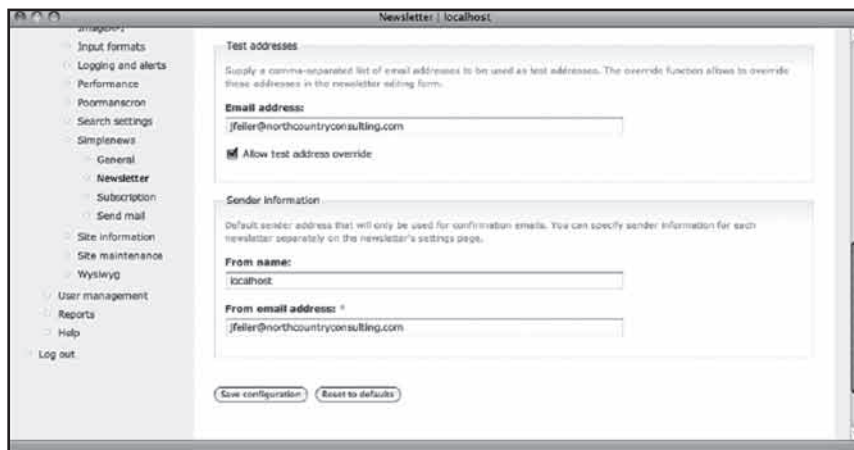 Newsletter | localhost
ImageAPI
Input formats
Logging and alerts
Performance
Poormanscron
Search settings
Simplenews
General
Newsletter
Subscription
Send mail
Site information
Site maintenance
Wysiwyg
User management
Reports
Help
Log out
Test addresses
Supply a comma-separated list of email addresses to be used as test addresses. The override function allows to override
these addresses in the newsletter editing form.
Email address:
jfeiler@northcountryconsulting.com
Allow test address override
Sender information
Default sender address that will only be used for confirmation emails. You can specify sender information for each
newsletter separately on the newsletter's settings page.
From name:
localhost
From email address: *
jfeiler@northcountryconsulting.com
Save configuration
Reset to defaults